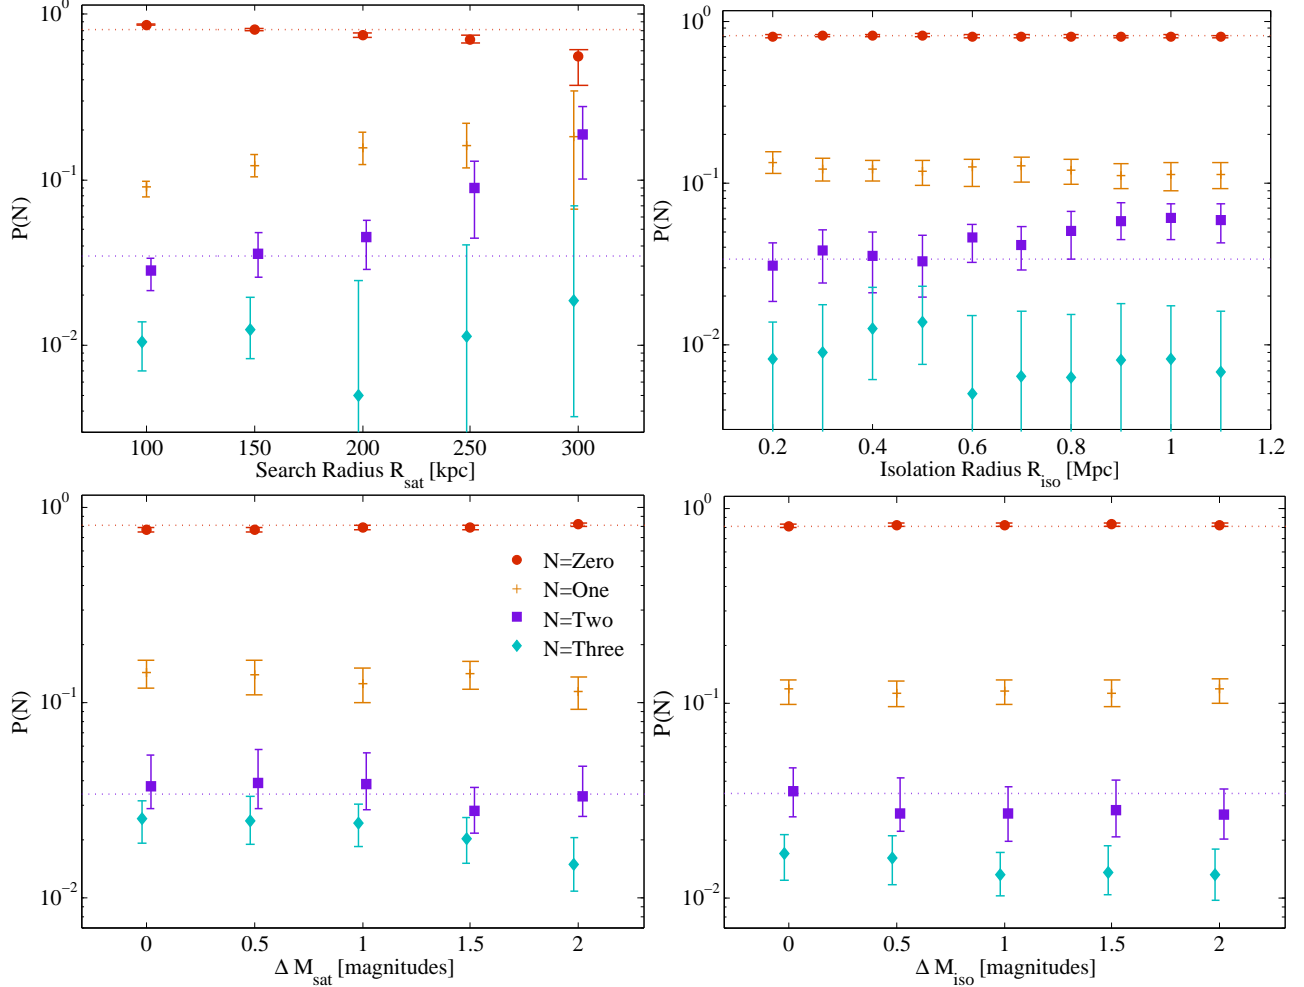 10^0
10^-1
10^-2
P(N)
100 150 200 250 300
Search Radius R_sat [kpc]
10^0
10^-1
10^-2
P(N)
0.2 0.4 0.6 0.8 1 1.2
Isolation Radius R_iso [Mpc]
10^0
10^-1
10^-2
P(N)
N=Zero
N=One
N=Two
N=Three
0 0.5 1 1.5 2
Δ M_sat [magnitudes]
10^0
10^-1
10^-2
P(N)
0 0.5 1 1.5 2
Δ M_iso [magnitudes]